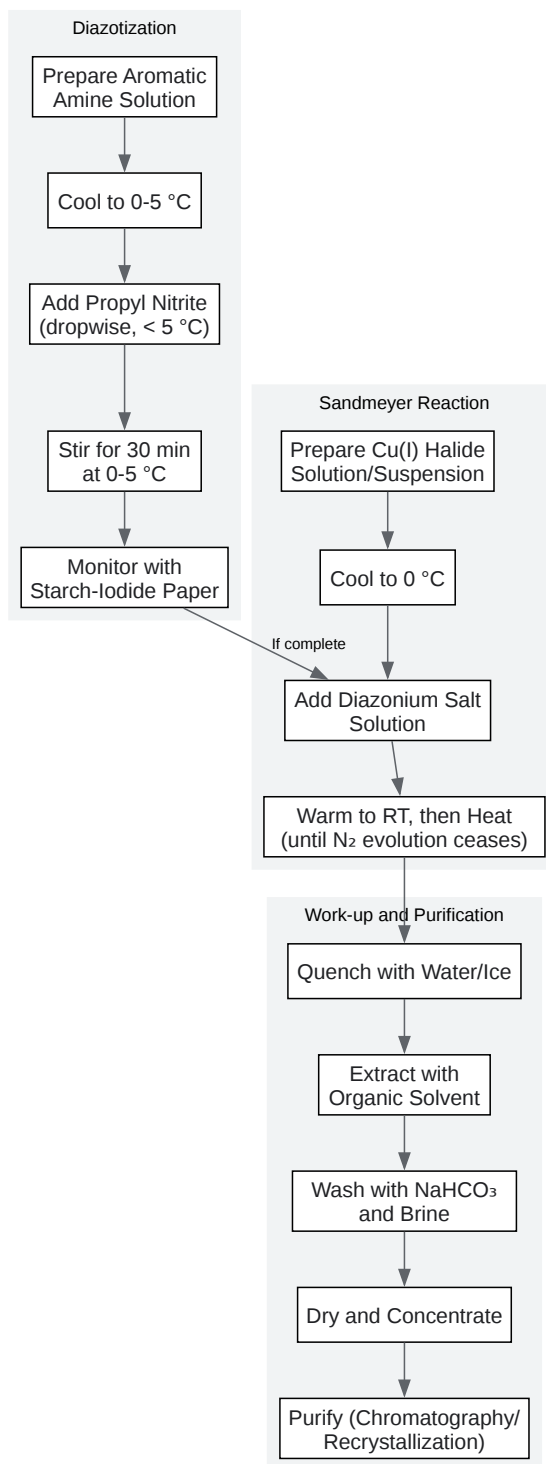 Diazotization
Prepare Aromatic
Amine Solution
Cool to 0-5 °C
Add Propyl Nitrite
(dropwise, < 5 °C)
Stir for 30 min
at 0-5 °C
Monitor with
Starch-Iodide Paper
If complete
Sandmeyer Reaction
Prepare Cu(I) Halide
Solution/Suspension
Cool to 0 °C
Add Diazonium Salt
Solution
Warm to RT, then Heat
(until N₂ evolution ceases)
Work-up and Purification
Quench with Water/Ice
Extract with
Organic Solvent
Wash with NaHCO₃
and Brine
Dry and Concentrate
Purify (Chromatography/
Recrystallization)